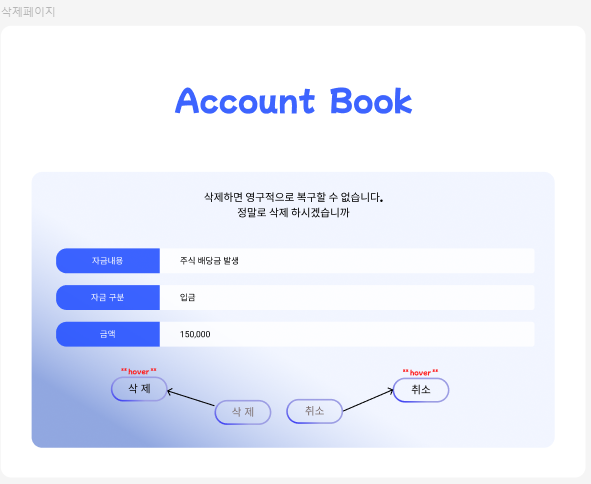 삭제페이지
Account Book
삭제하면 영구적으로 복구할 수 없습니다.
정말로 삭제 하시겠습니까
자금내용 주식 배당금 발생
자금 구분 입금
금액 150,000
** hover ** ** hover **
삭 제 취소
삭 제 취소